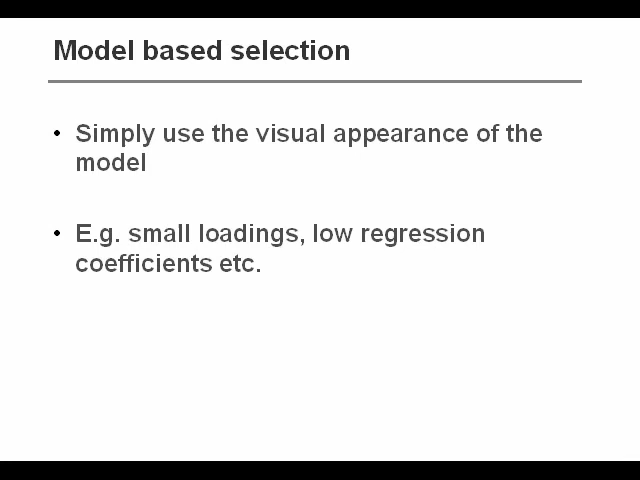 Model based selection
• Simply use the visual appearance of the
model
• E.g. small loadings, low regression
coefficients etc.